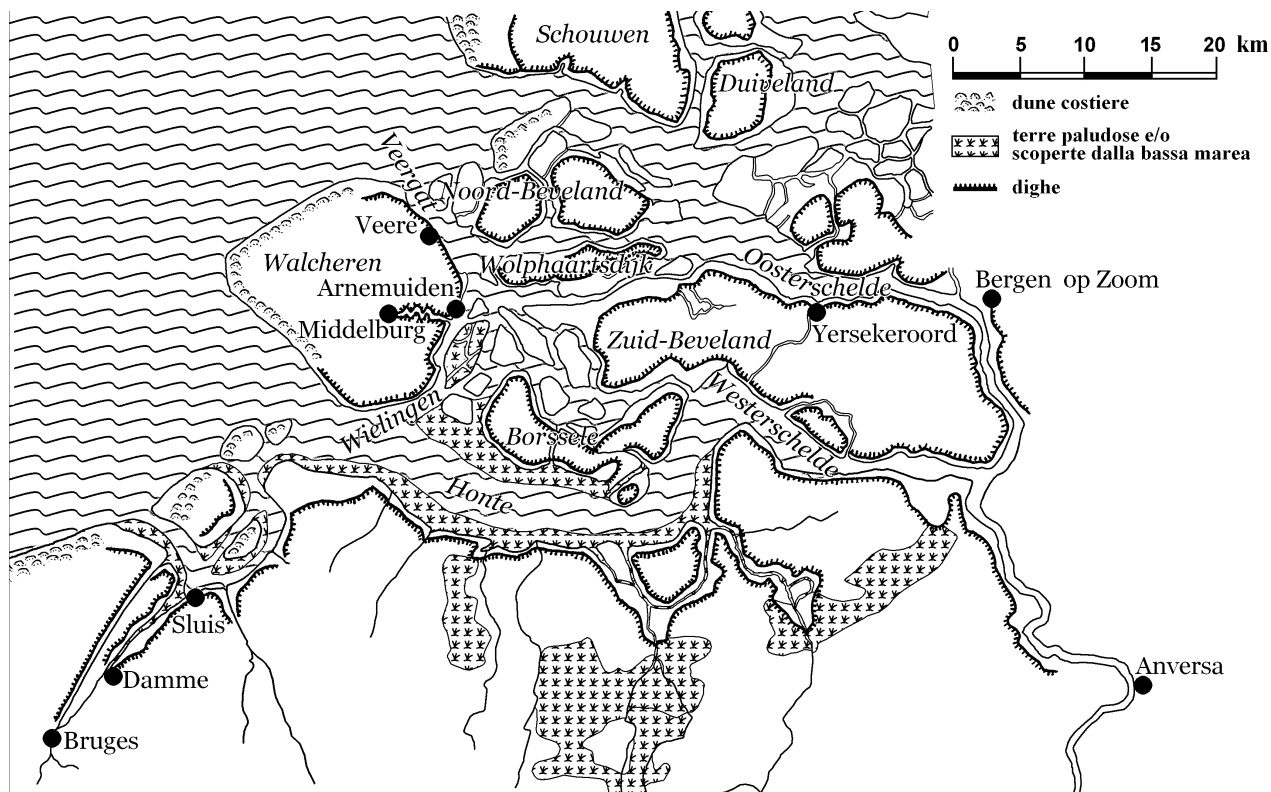 Schouwen
0 5 10 15 20 km
Duiveland
dune costiere
terre paludose e/o
scoperte dalla bassa marea
dighe
Veergat
Noord-Beveland
Veere
Walcheren
Wolphaartsdijk
Oosterschelde
Arnemuiden
Bergen op Zoom
Middelburg
Zuid-Beveland
Yersekeroord
Westerschelde
Wielingen
Borssele
Honte
Sluis
Damme
Anversa
Bruges